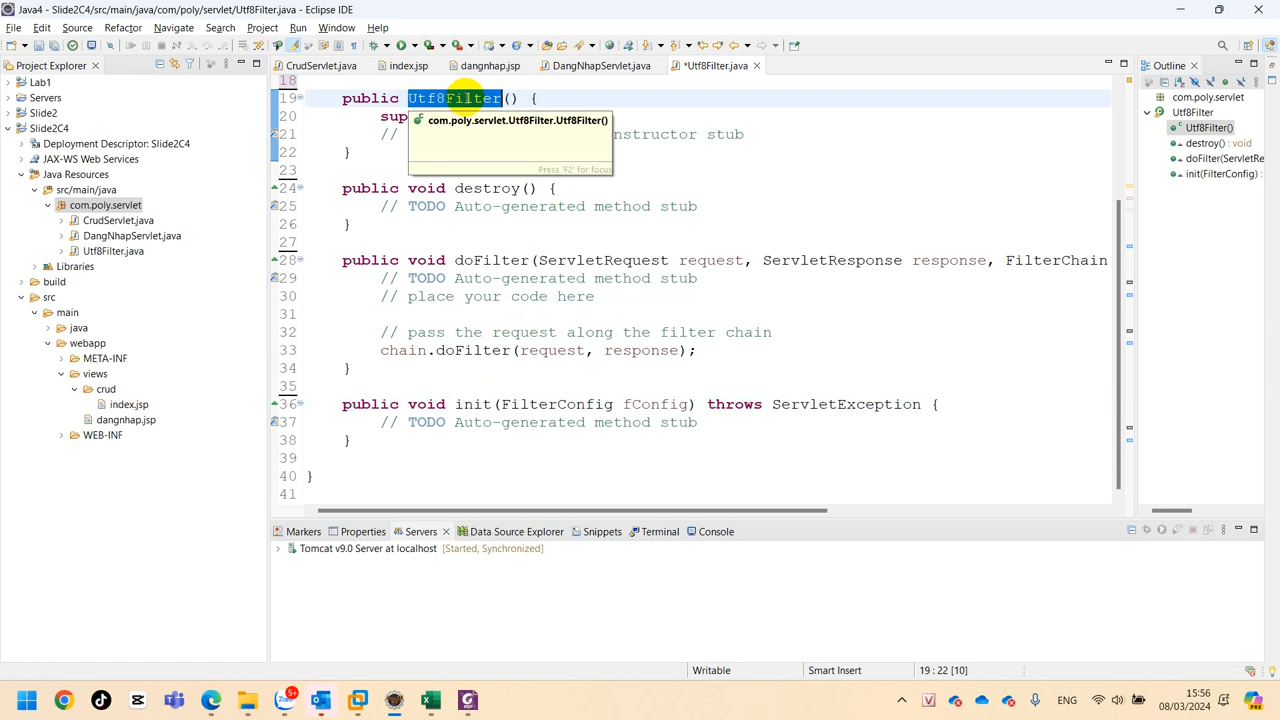 Java4 - Slide2C4/src/main/java/com/poly/servlet/Utf8Filter.java - Eclipse IDE
File Edit Source Refactor Navigate Search Project Run Window Help
Project Explorer
CrudServlet.java index.jsp dangnhap.jsp DangNhapServlet.java *Utf8Filter.java
Outline
Lab1
Servers
Slide2
Slide2C4
Deployment Descriptor: Slide2C4
JAX-WS Web Services
Java Resources
src/main/java
com.poly.servlet
CrudServlet.java
DangNhapServlet.java
Utf8Filter.java
Libraries
build
src
main
java
webapp
META-INF
views
crud
index.jsp
dangnhap.jsp
WEB-INF
18
19 public Utf8Filter() {
20 sup
21 // nstructor stub
22 }
23
24 public void destroy() {
25 // TODO Auto-generated method stub
26 }
27
28 public void doFilter(ServletRequest request, ServletResponse response, FilterChain
29 // TODO Auto-generated method stub
30 // place your code here
31
32 // pass the request along the filter chain
33 chain.doFilter(request, response);
34 }
35
36 public void init(FilterConfig fConfig) throws ServletException {
37 // TODO Auto-generated method stub
38 }
39
40 }
41
com.poly.servlet.Utf8Filter.Utf8Filter()
Press 'F2' for focus
com.poly.servlet
Utf8Filter
Utf8Filter()
destroy() : void
doFilter(ServletRe
init(FilterConfig) :
Markers Properties Servers Data Source Explorer Snippets Terminal Console
Tomcat v9.0 Server at localhost [Started, Synchronized]
Writable Smart Insert 19 : 22 [10]
5+
Zalo
ENG
15:56
08/03/2024
PRE